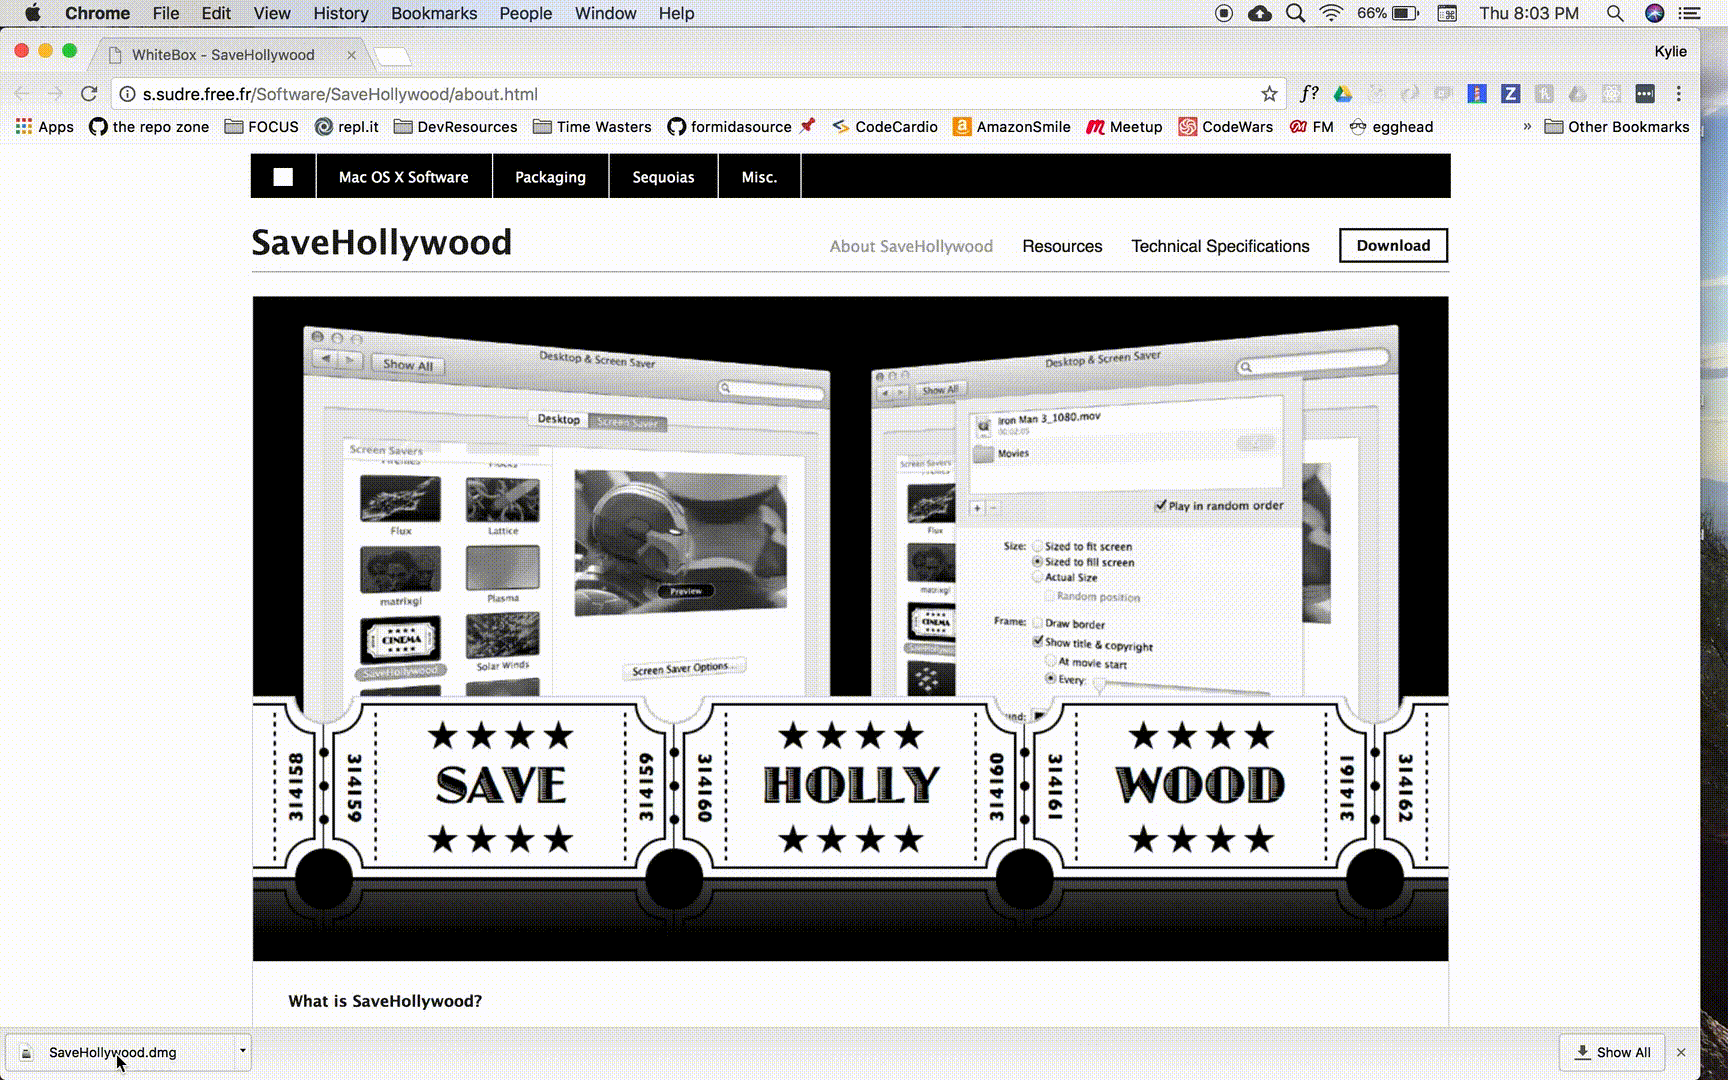 Chrome File Edit View History Bookmarks People Window Help 66% Thu 8:03 PM
WhiteBox - SaveHollywood
Kylie
s.sudre.free.fr/Software/SaveHollywood/about.html
f?
Apps the repo zone FOCUS repl.it DevResources Time Wasters formidasource CodeCardio AmazonSmile Meetup CodeWars FM egghead » Other Bookmarks
Mac OS X Software Packaging Sequoias Misc.
SaveHollywood
About SaveHollywood Resources Technical Specifications Download
Desktop & Screen Saver
Show All
Desktop Screen Saver
Screen Savers
Flux Lattice
matrixgl Plasma
CINEMA
SaveHollywood Solar Winds
Preview
Screen Saver Options...
Desktop & Screen Saver
Show All
Iron Man 3_1080.mov
00:02:05
Movies
Screen Savers
Flux
CINEMA
Play in random order
Size: Sized to fit screen
Sized to fill screen
Actual Size
Random position
Frame: Draw border
Show title & copyright
At movie start
Every:
314158 314159 SAVE 314159 314160 HOLLY 314160 314161 WOOD 314161 314162
What is SaveHollywood?
SaveHollywood.dmg
Show All